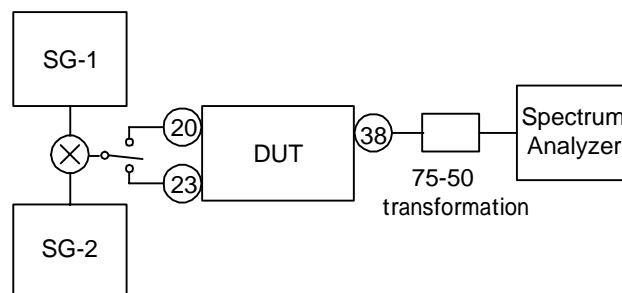 SG-1
20
23
DUT
38
75-50
transformation
Spectrum
Analyzer
SG-2